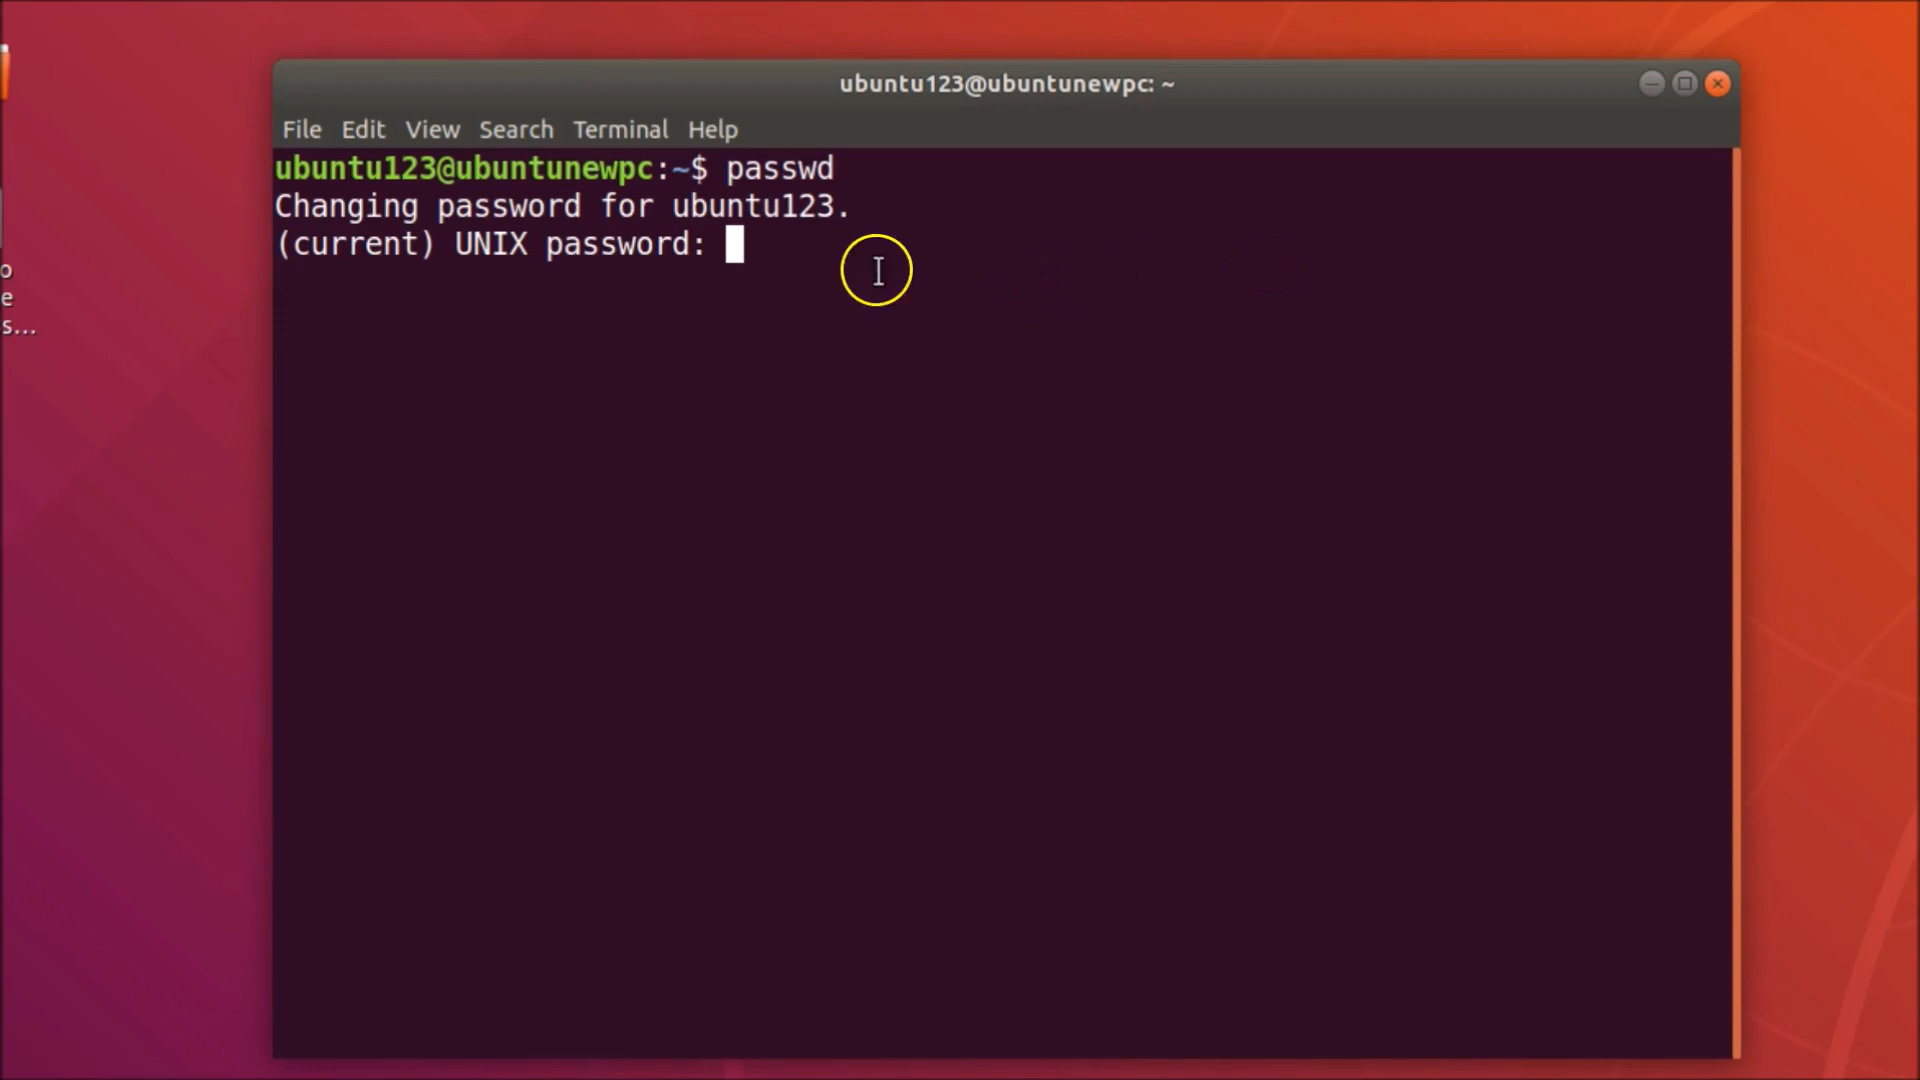 ubuntu123@ubuntunewpc: ~
File Edit View Search Terminal Help
ubuntu123@ubuntunewpc:~$ passwd
Changing password for ubuntu123.
(current) UNIX password:
o
e
s...